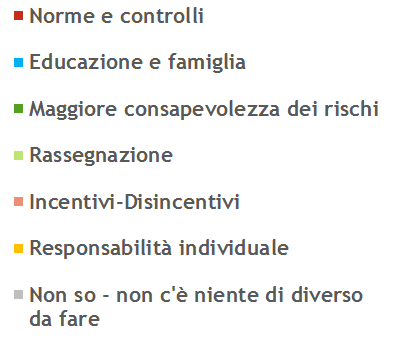 Norme e controlli
Educazione e famiglia
Maggiore consapevolezza dei rischi
Rassegnazione
Incentivi-Disincentivi
Responsabilità individuale
Non so - non c'è niente di diverso
da fare